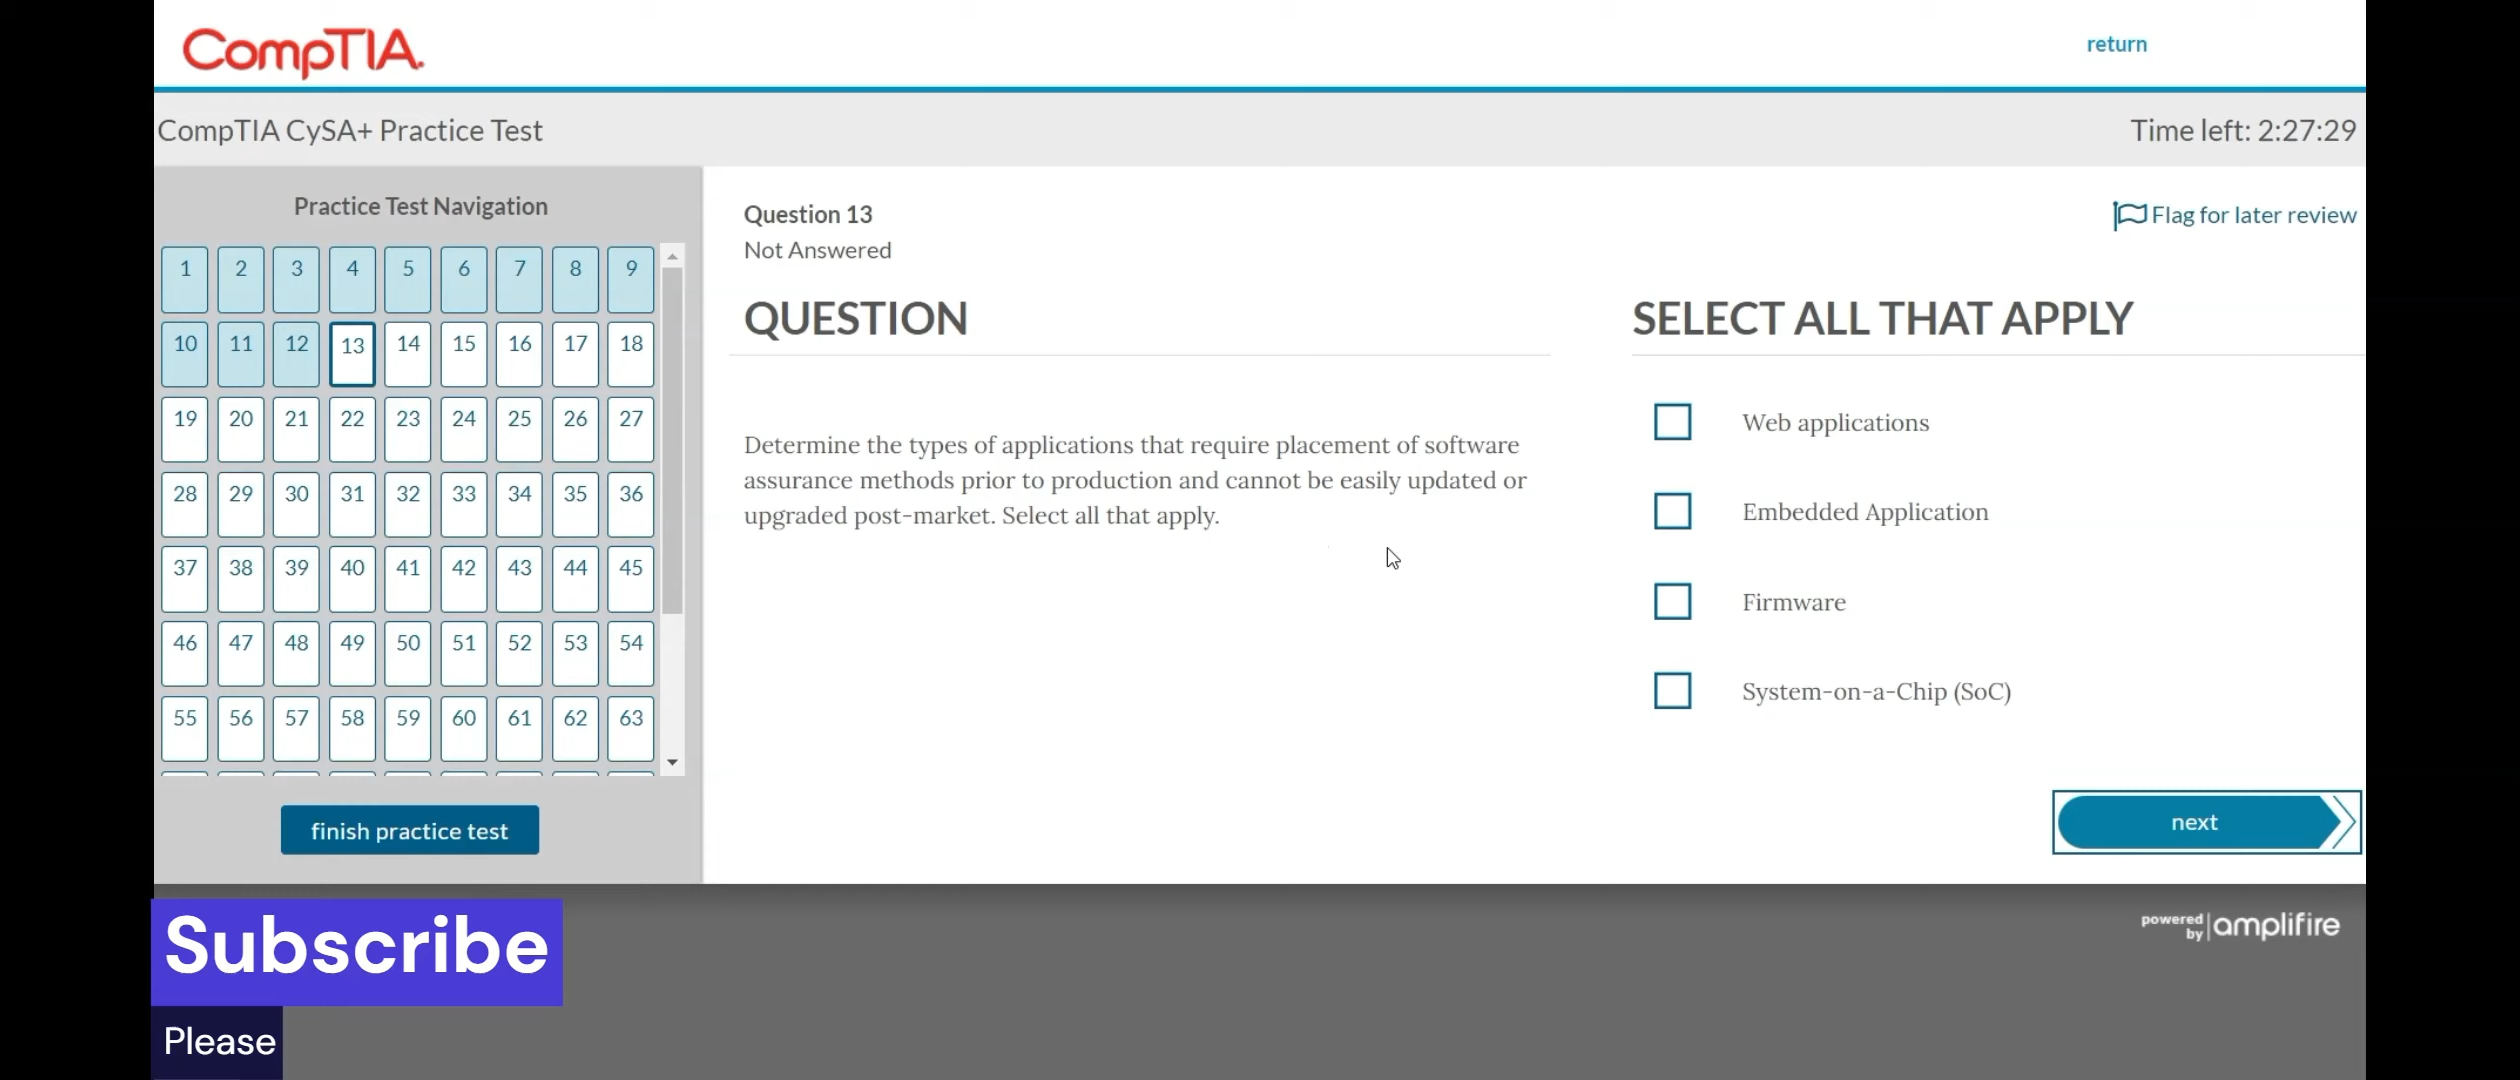 CompTIA.
return
CompTIA CySA+ Practice Test
Time left: 2:27:29
Practice Test Navigation
1 2 3 4 5 6 7 8 9
10 11 12 13 14 15 16 17 18
19 20 21 22 23 24 25 26 27
28 29 30 31 32 33 34 35 36
37 38 39 40 41 42 43 44 45
46 47 48 49 50 51 52 53 54
55 56 57 58 59 60 61 62 63
finish practice test
Question 13
Not Answered
Flag for later review
QUESTION
Determine the types of applications that require placement of software
assurance methods prior to production and cannot be easily updated or
upgraded post-market. Select all that apply.
SELECT ALL THAT APPLY
Web applications
Embedded Application
Firmware
System-on-a-Chip (SoC)
next
powered
by amplifire
Subscribe
Please